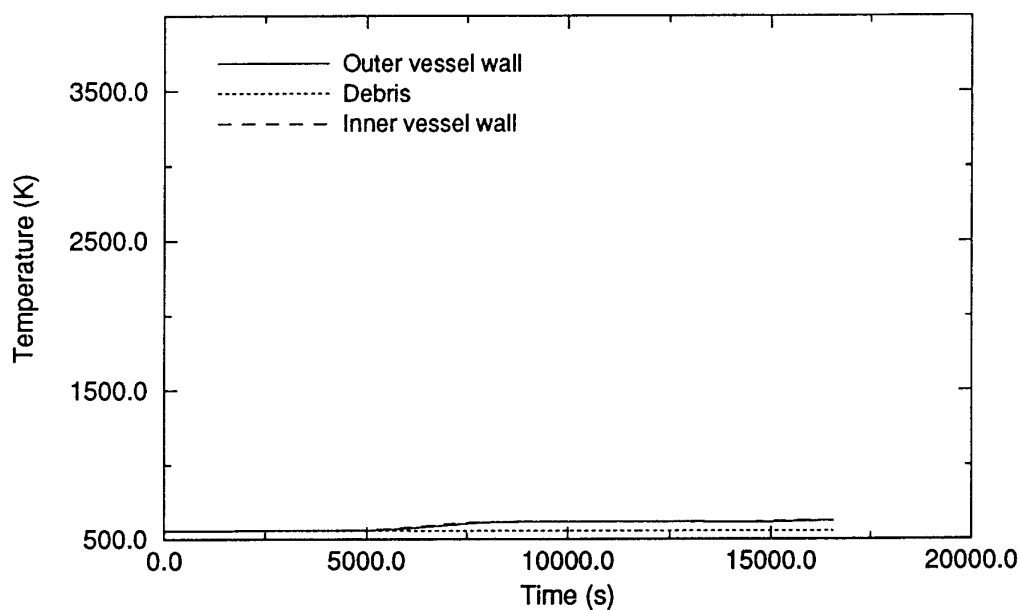 Outer vessel wall
Debris
Inner vessel wall
Temperature (K)
3500.0
2500.0
1500.0
500.0
0.0 5000.0 10000.0 15000.0 20000.0
Time (s)